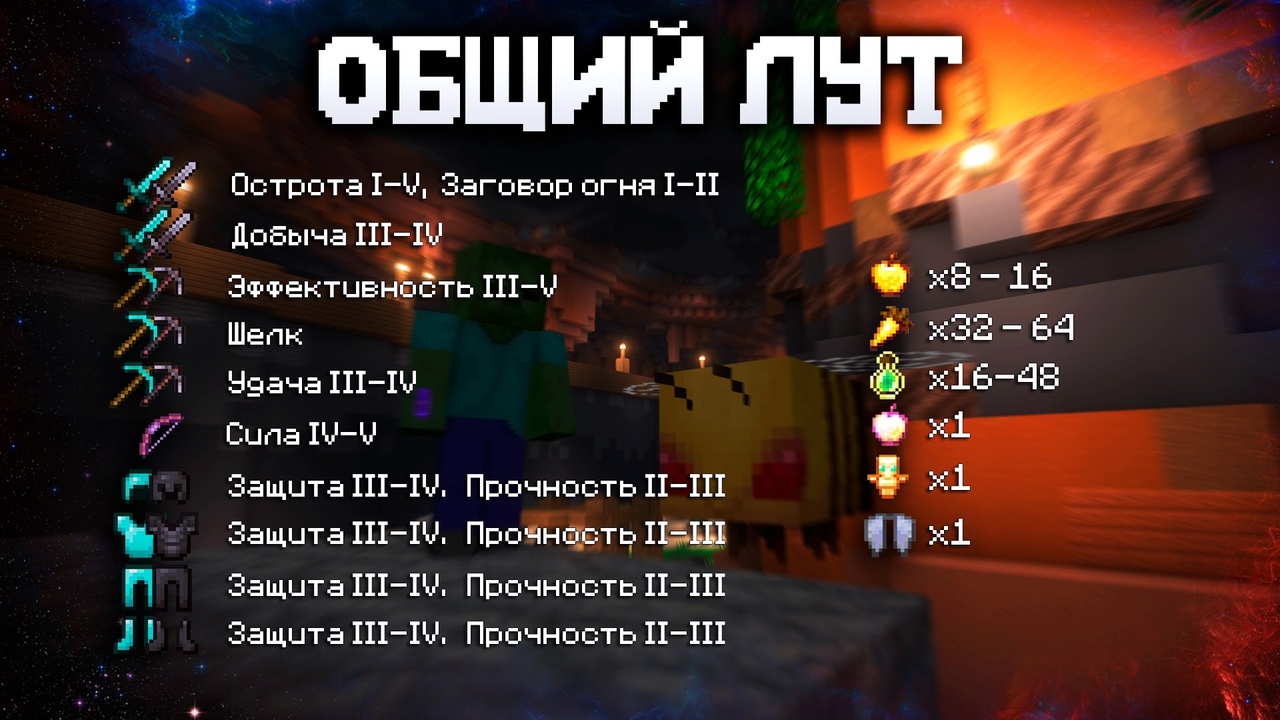 ОБЩИЙ ЛУТ
Острота I-V, Заговор огня I-II
Добыча III-IV
Эффективность III-V
Шелк
Удача III-IV
Сила IV-V
Защита III-IV. Прочность II-III
Защита III-IV. Прочность II-III
Защита III-IV. Прочность II-III
Защита III-IV. Прочность II-III
x8 - 16
x32 - 64
x16-48
x1
x1
x1